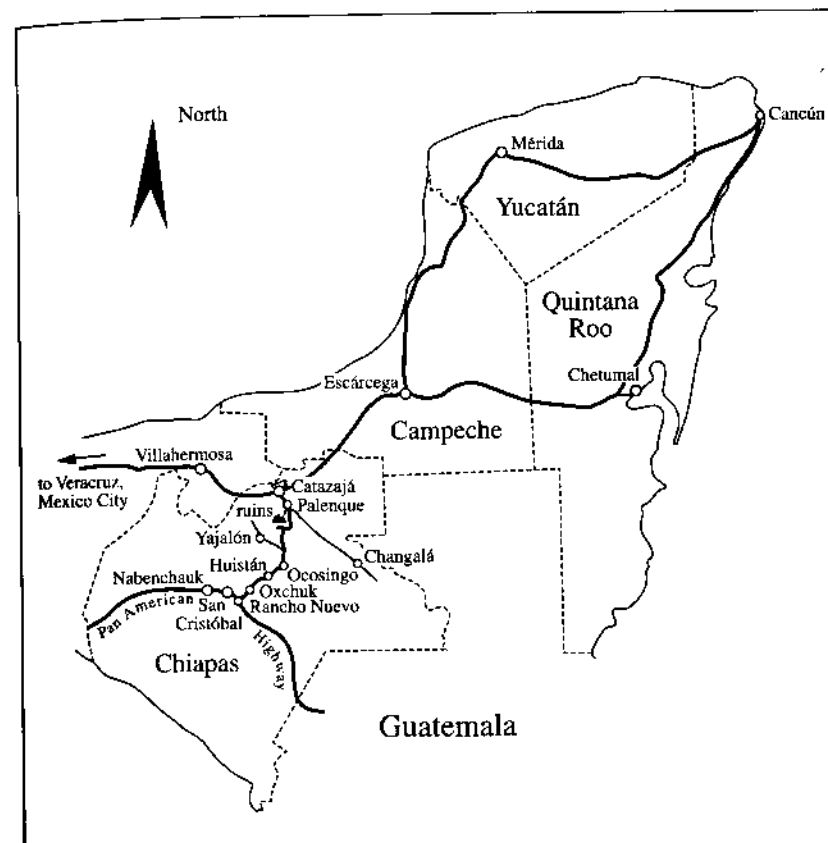 North
Cancún
Mérida
Yucatán
Quintana
Roo
Chetumal
Escárcega
Campeche
Villahermosa
to Veracruz,
Mexico City
Catazajá
Palenque
ruins
Yajalón
Changalá
Huistán
Ocosingo
Nabenchauk
Oxchuk
San
Cristóbal
Rancho Nuevo
Pan American
Highway
Chiapas
Guatemala